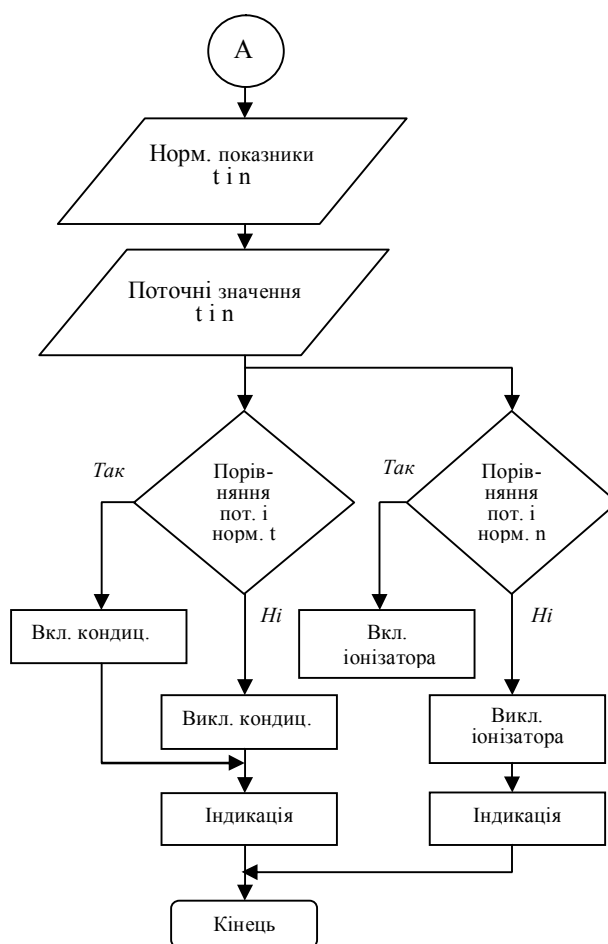 А
Норм. показники
t i n
Поточні значення
t i n
Так
Порів-
няння
пот. і
норм. t
Так
Порів-
няння
пот. і
норм. n
Ні
Ні
Вкл. кондиц.
Вкл.
іонізатора
Викл. кондиц.
Викл.
іонізатора
Індикація
Індикація
Кінець